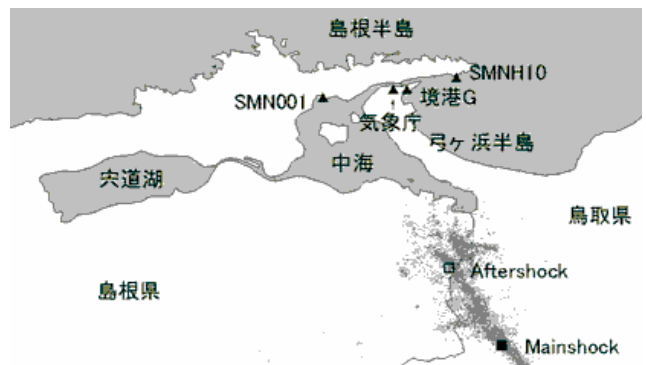 島根半島
SMNH10
SMN001
境港G
気象庁
弓ヶ浜半島
中海
宍道湖
鳥取県
Aftershock
島根県
Mainshock